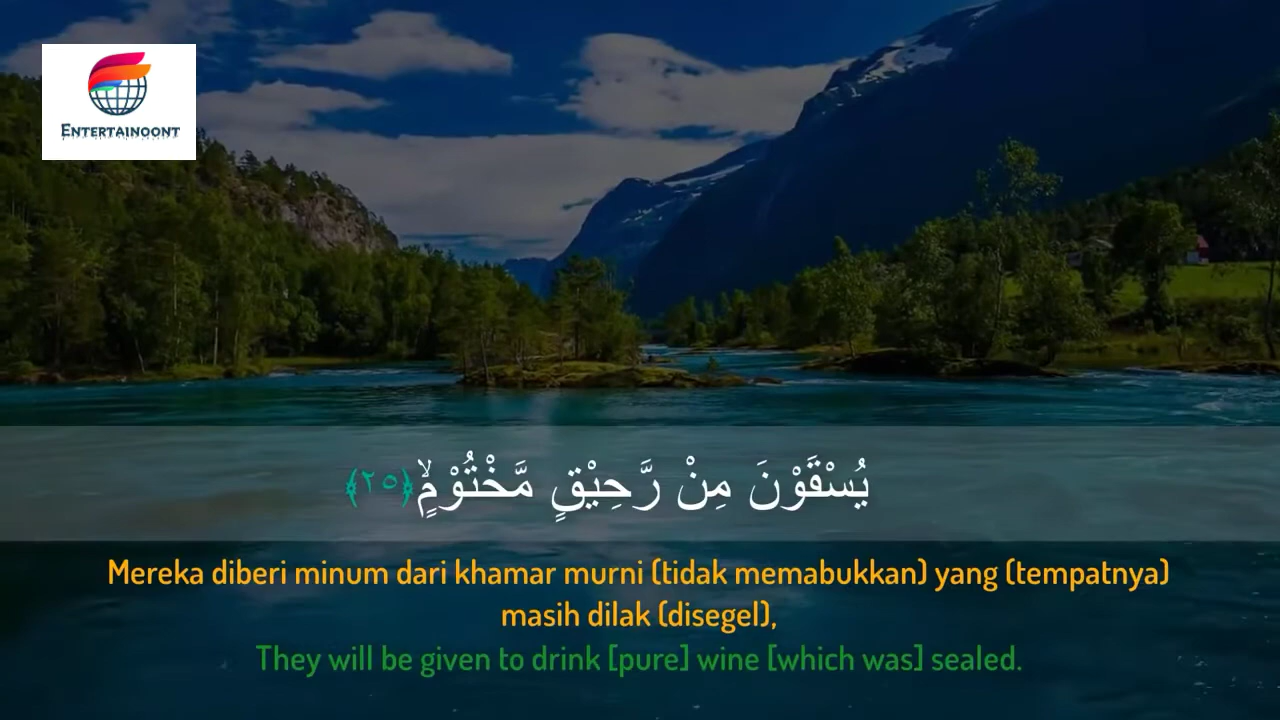 ENTERTAINOONT
يُسْقَوْنَ مِنْ رَّحِيْقٍ مَّخْتُوْمٍۙ ﴿٢٥﴾
Mereka diberi minum dari khamar murni (tidak memabukkan) yang (tempatnya)
masih dilak (disegel),
They will be given to drink [pure] wine [which was] sealed.